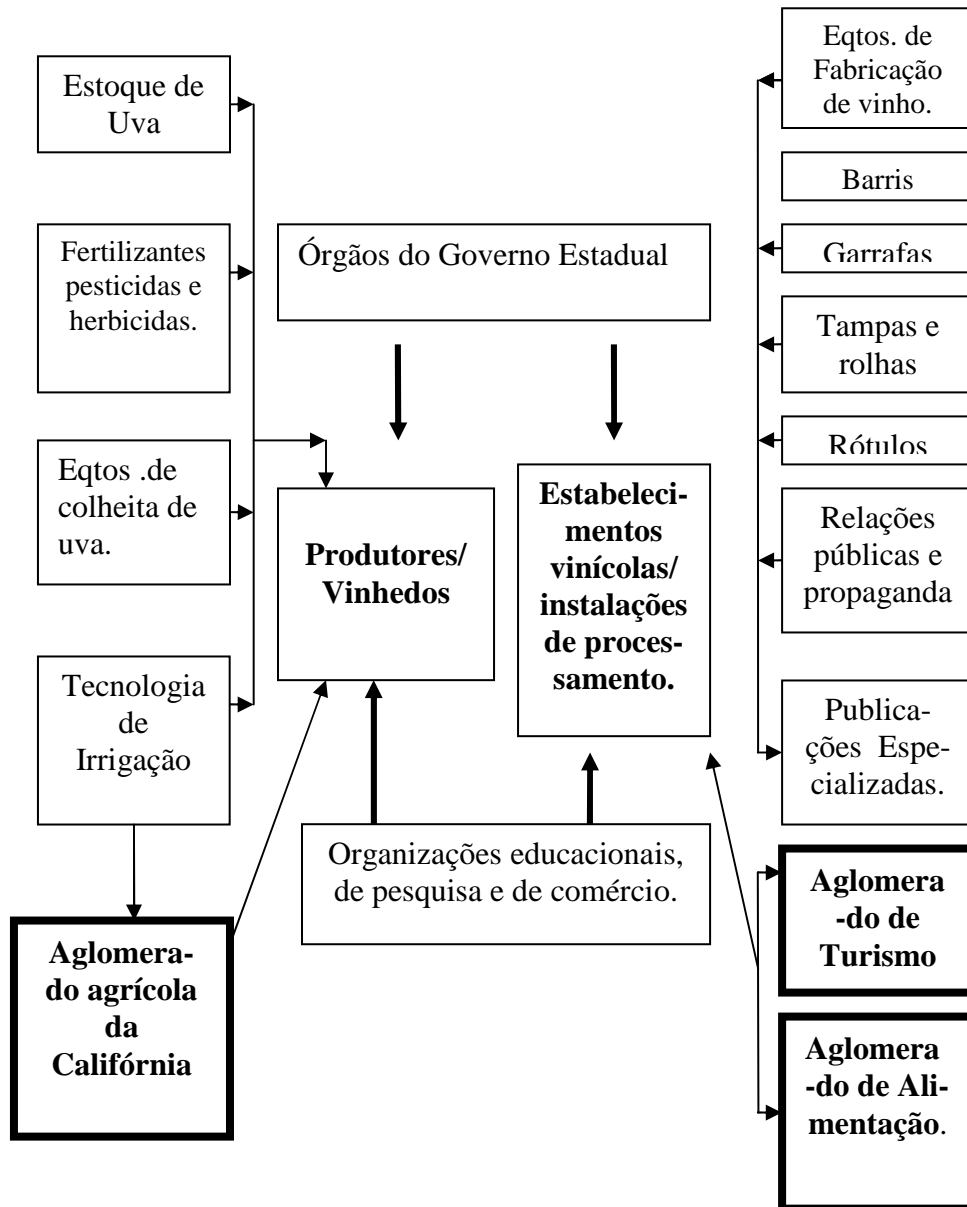 Estoque de
Uva
Fertilizantes
pesticidas e
herbicidas.
Eqtos .de
colheita de
uva.
Tecnologia
de
Irrigação
Aglomera-
do agrícola
da
Califórnia
Órgãos do Governo Estadual
Produtores/
Vinhedos
Estabeleci-
mentos
vinícolas/
instalações
de proces-
samento.
Organizações educacionais,
de pesquisa e de comércio.
Eqtos. de
Fabricação
de vinho.
Barris
Garrafas
Tampas e
rolhas
Rótulos
Relações
públicas e
propaganda
Publica-
ções Espe-
cializadas.
Aglomera
-do de
Turismo
Aglomera
-do de Ali-
mentação.